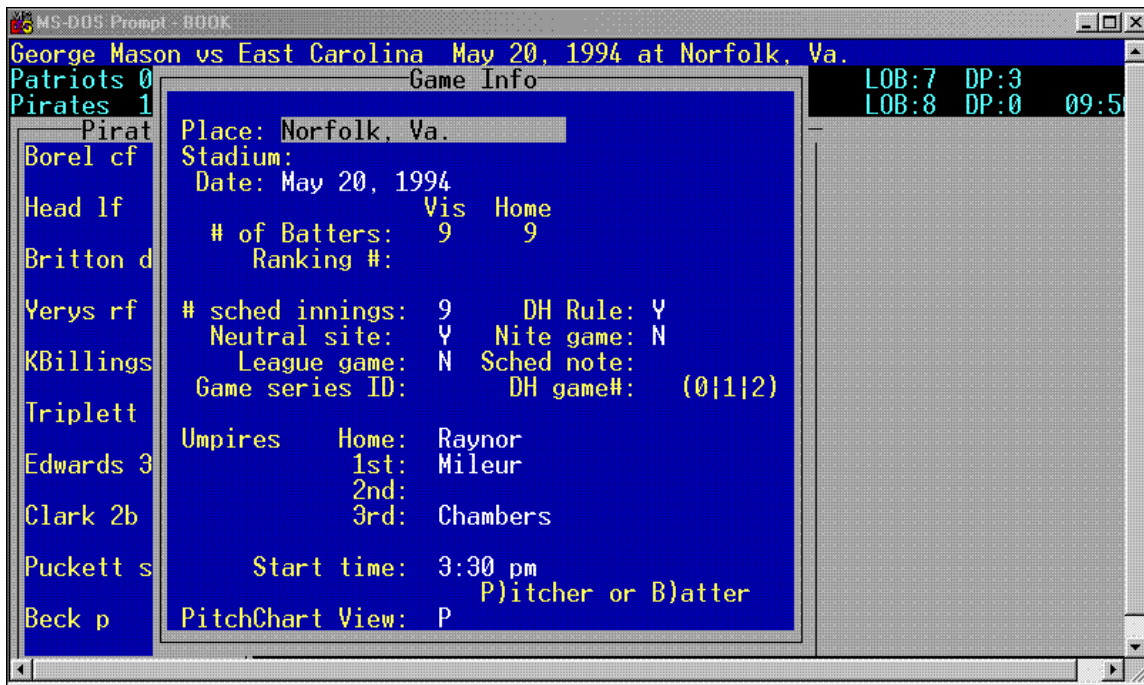 MS-DOS Prompt - BOOK
George Mason vs East Carolina May 20, 1994 at Norfolk, Va.
Patriots 0 Game Info LOB:7 DP:3
Pirates 1 LOB:8 DP:0 09:50
Pirat Place: Norfolk, Va.
Borel cf Stadium:
Date: May 20, 1994
Head lf Vis Home
# of Batters: 9 9
Britton d Ranking #:
Yerys rf # sched innings: 9 DH Rule: Y
Neutral site: Y Nite game: N
KBillings League game: N Sched note:
Game series ID: DH game#: (0|1|2)
Triplett
Umpires Home: Raynor
Edwards 3 1st: Mileur
2nd:
Clark 2b 3rd: Chambers
Puckett s Start time: 3:30 pm
P)itcher or B)atter
Beck p PitchChart View: P